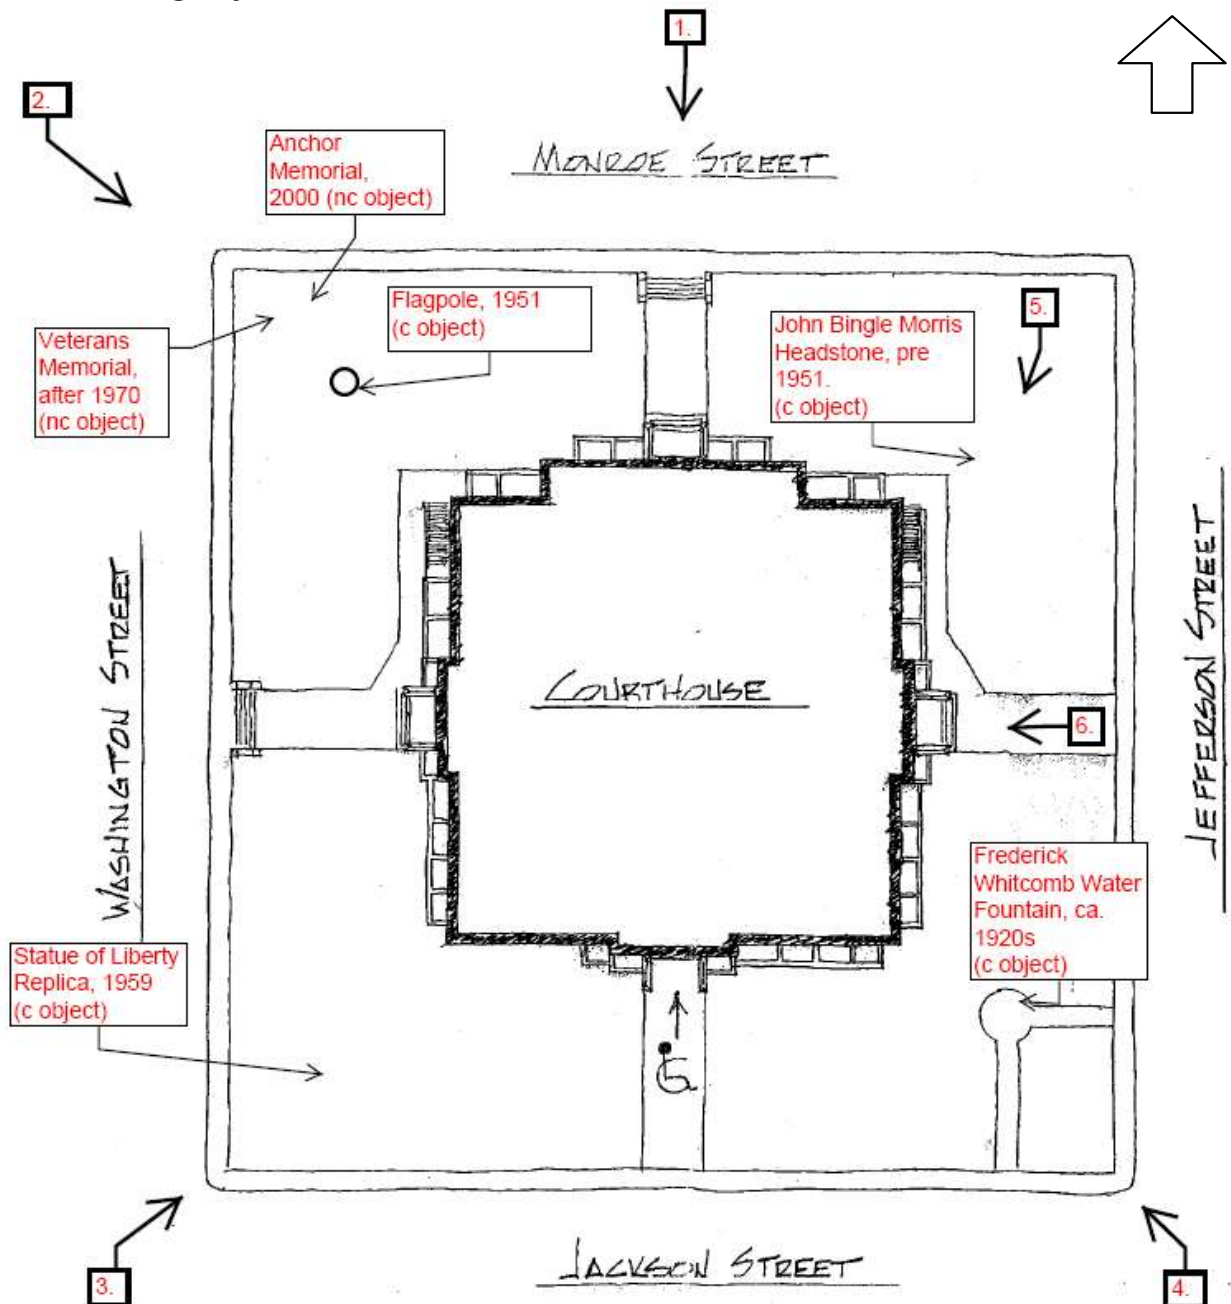 1.
2.
Anchor
Memorial,
2000 (nc object)
MONROE STREET
Flagpole, 1951
(c object)
5.
John Bingle Morris
Headstone, pre
1951.
(c object)
Veterans
Memorial,
after 1970
(nc object)
WASHINGTON STREET
COURTHOUSE
JEFFERSON STREET
6.
Frederick
Whitcomb Water
Fountain, ca.
1920s
(c object)
Statue of Liberty
Replica, 1959
(c object)
3.
JACKSON STREET
4.